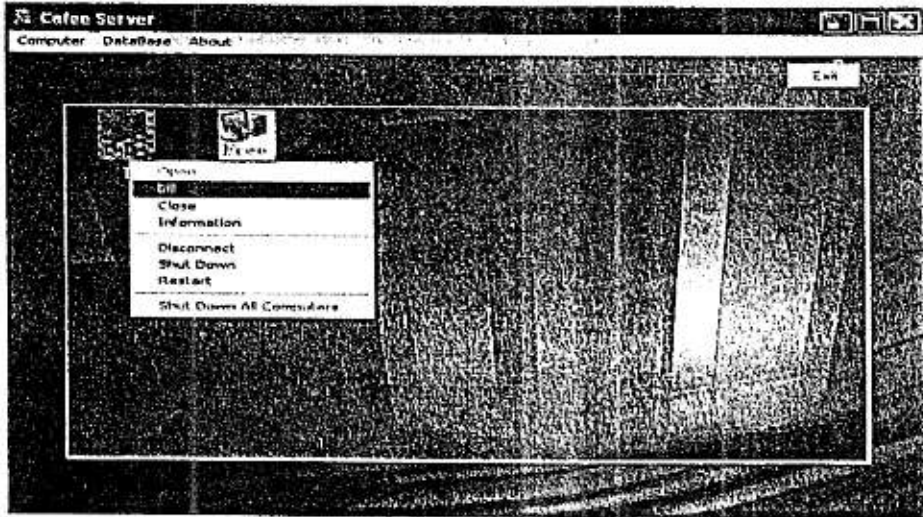 Cafee Server
Computer DataBase About
Exit
Open
Bill
Close
Information
Disconnect
Shut Down
Restart
Shut Down All Computers